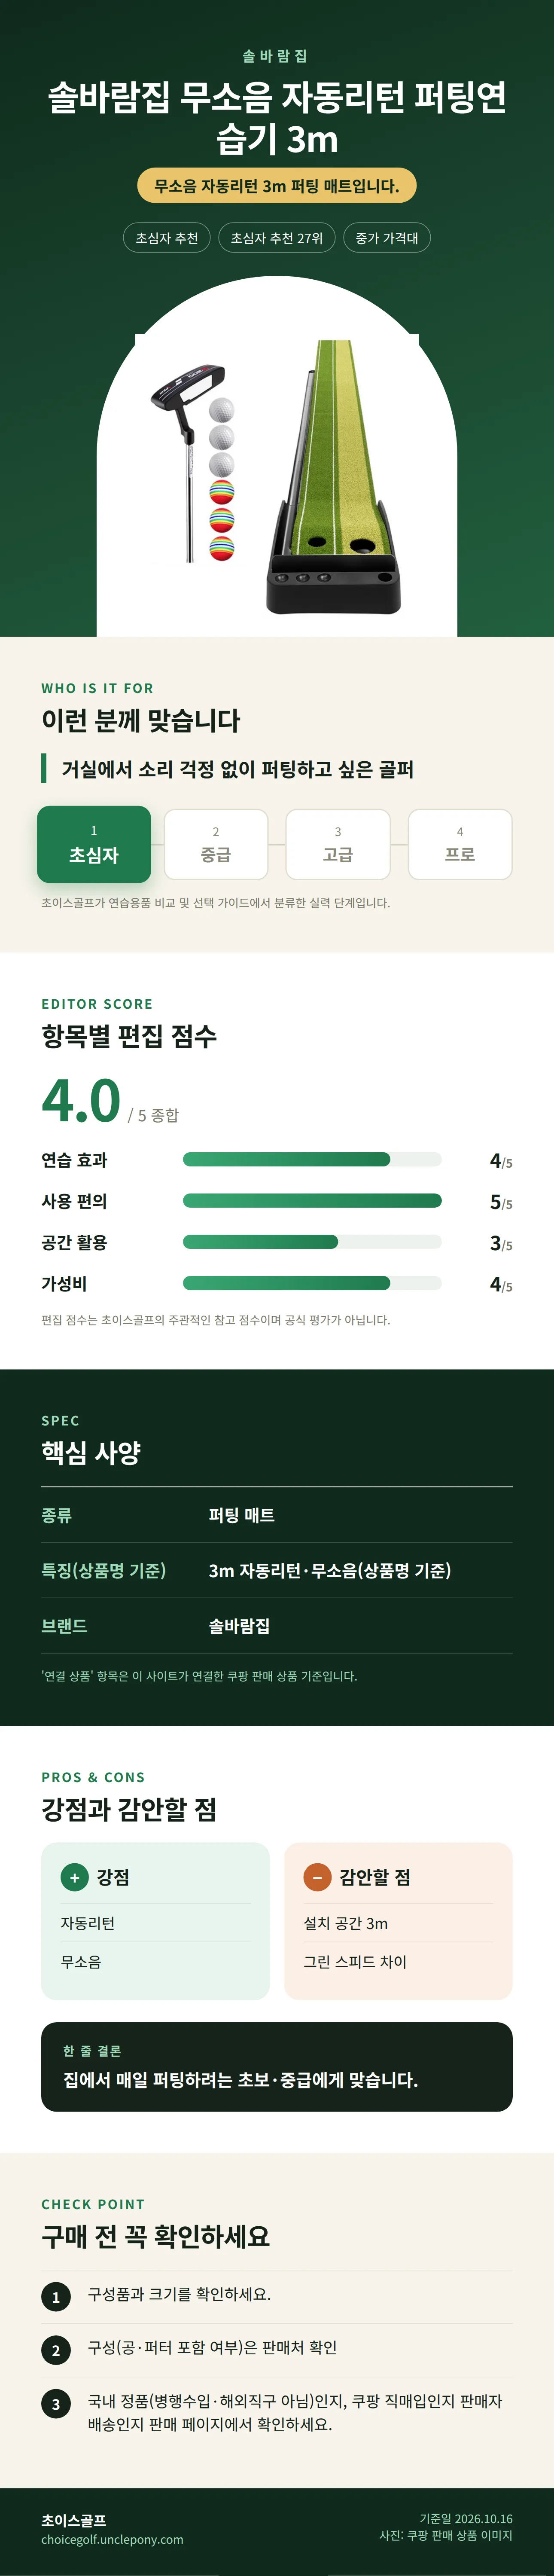 솔바람집
솔바람집 무소음 자동리턴 퍼팅연
습기 3m
무소음 자동리턴 3m 퍼팅 매트입니다.
초심자 추천
초심자 추천 27위
중가 가격대
WHO IS IT FOR
이런 분께 맞습니다
거실에서 소리 걱정 없이 퍼팅하고 싶은 골퍼
1
초심자
2
중급
3
고급
4
프로
초이스골프가 연습용품 비교 및 선택 가이드에서 분류한 실력 단계입니다.
EDITOR SCORE
항목별 편집 점수
4.0 / 5 종합
연습 효과 4/5
사용 편의 5/5
공간 활용 3/5
가성비 4/5
편집 점수는 초이스골프의 주관적인 참고 점수이며 공식 평가가 아닙니다.
SPEC
핵심 사양
종류 퍼팅 매트
특징(상품명 기준) 3m 자동리턴·무소음(상품명 기준)
브랜드 솔바람집
'연결 상품' 항목은 이 사이트가 연결한 쿠팡 판매 상품 기준입니다.
PROS & CONS
강점과 감안할 점
+ 강점
자동리턴
무소음
− 감안할 점
설치 공간 3m
그린 스피드 차이
한 줄 결론
집에서 매일 퍼팅하려는 초보·중급에게 맞습니다.
CHECK POINT
구매 전 꼭 확인하세요
1 구성품과 크기를 확인하세요.
2 구성(공·퍼터 포함 여부)은 판매처 확인
3 국내 정품(병행수입·해외직구 아님)인지, 쿠팡 직매입인지 판매자
배송인지 판매 페이지에서 확인하세요.
초이스골프
choicegolf.unclepony.com
기준일 2026.10.16
사진: 쿠팡 판매 상품 이미지